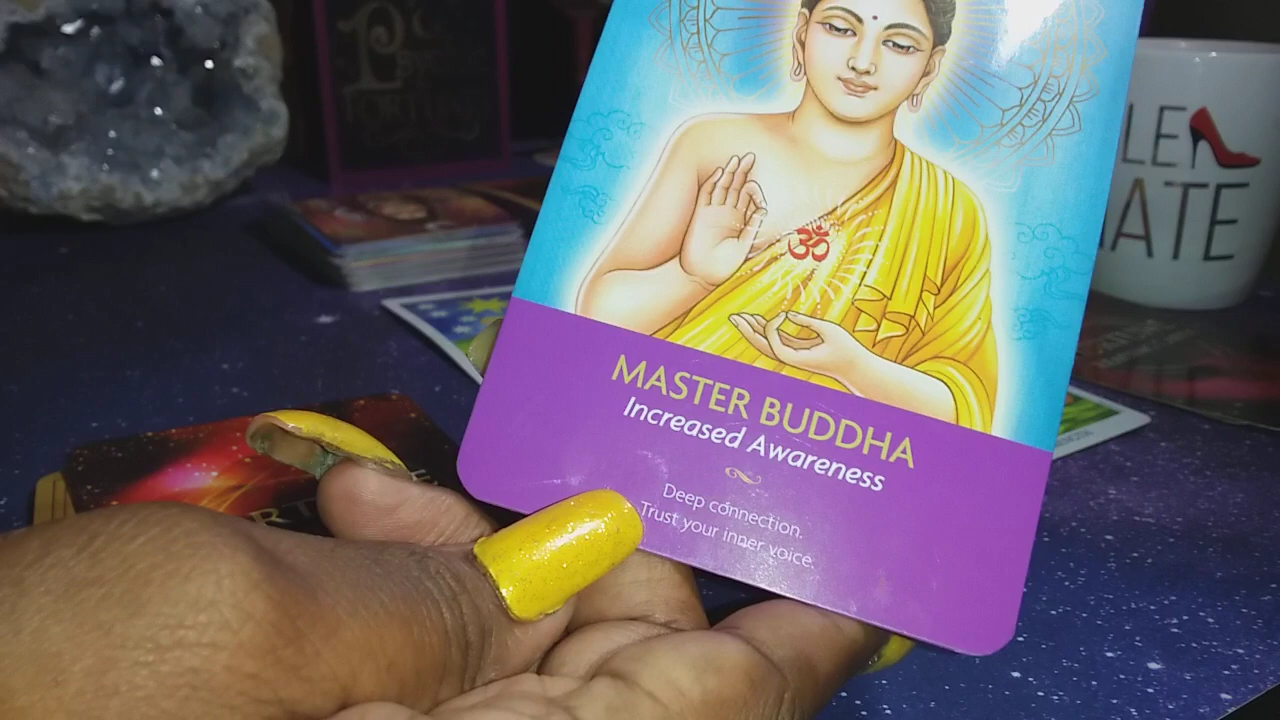 MASTER BUDDHA
Increased Awareness
Deep connection.
Trust your inner voice.
ॐ
LE
ATE